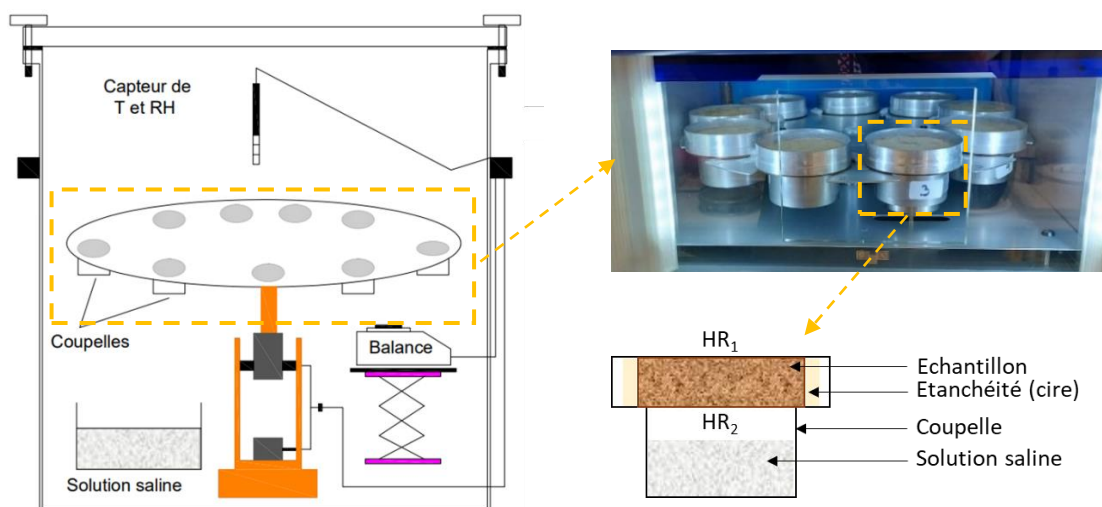 Capteur de
T et RH
Coupelles
Balance
Solution saline
3
HR₁
Echantillon
Etanchéité (cire)
HR₂
Coupelle
Solution saline